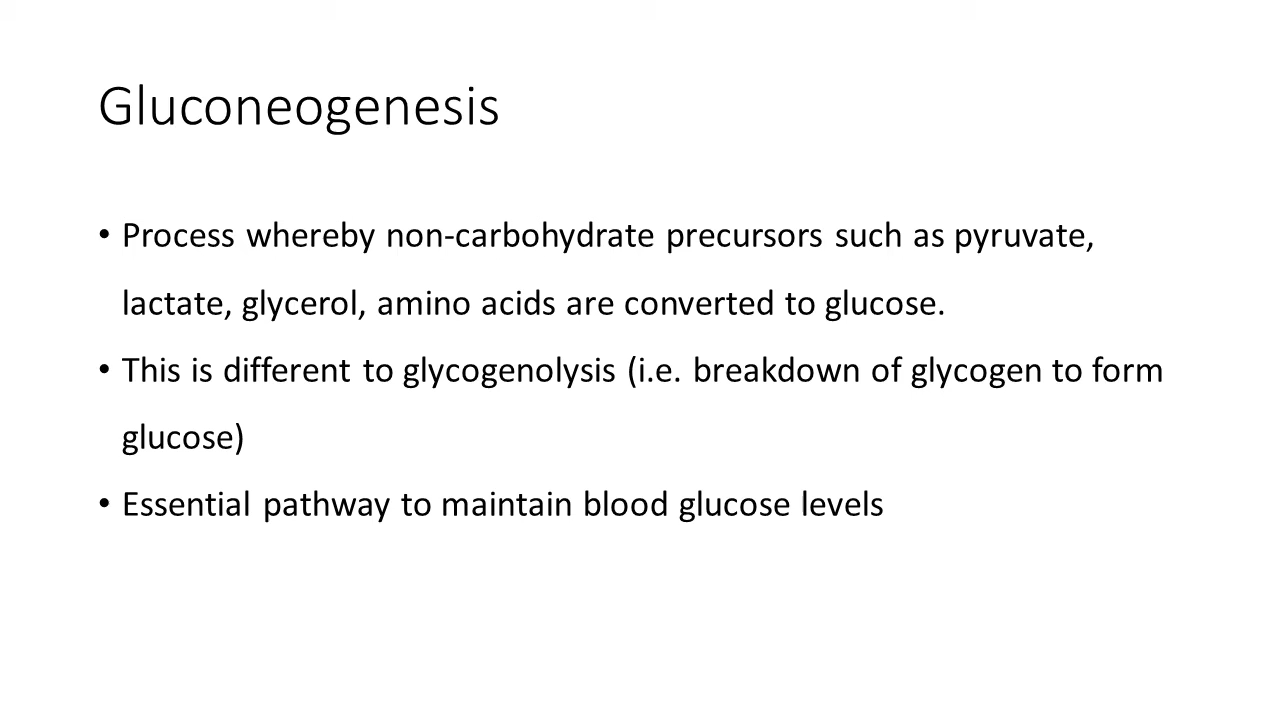 Gluconeogenesis
• Process whereby non-carbohydrate precursors such as pyruvate,
lactate, glycerol, amino acids are converted to glucose.
• This is different to glycogenolysis (i.e. breakdown of glycogen to form
glucose)
• Essential pathway to maintain blood glucose levels